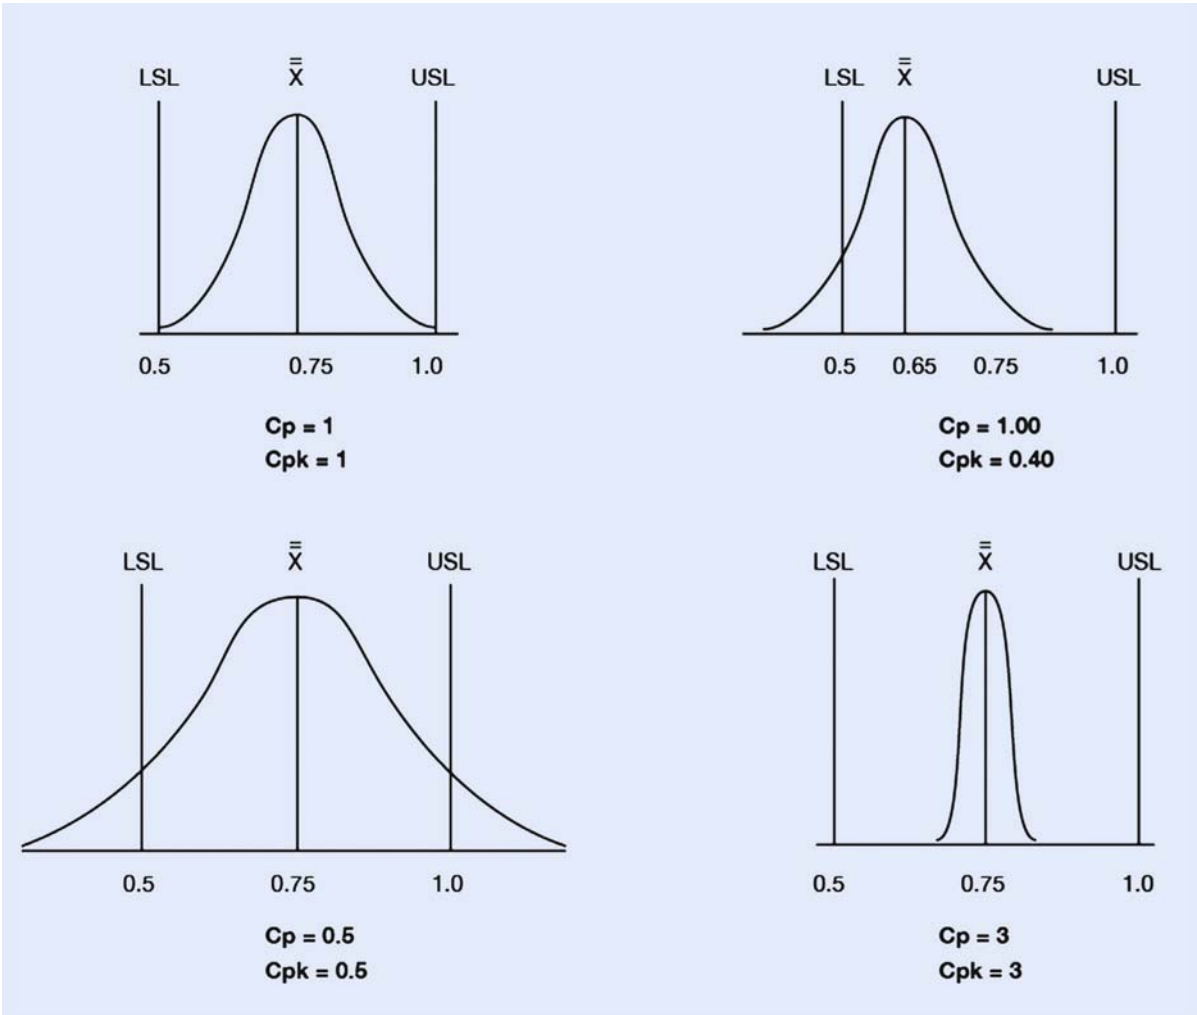 LSL X̿ USL
0.5 0.75 1.0
Cp = 1
Cpk = 1
LSL X̿ USL
0.5 0.65 0.75 1.0
Cp = 1.00
Cpk = 0.40
LSL X̿ USL
0.5 0.75 1.0
Cp = 0.5
Cpk = 0.5
LSL X̿ USL
0.5 0.75 1.0
Cp = 3
Cpk = 3